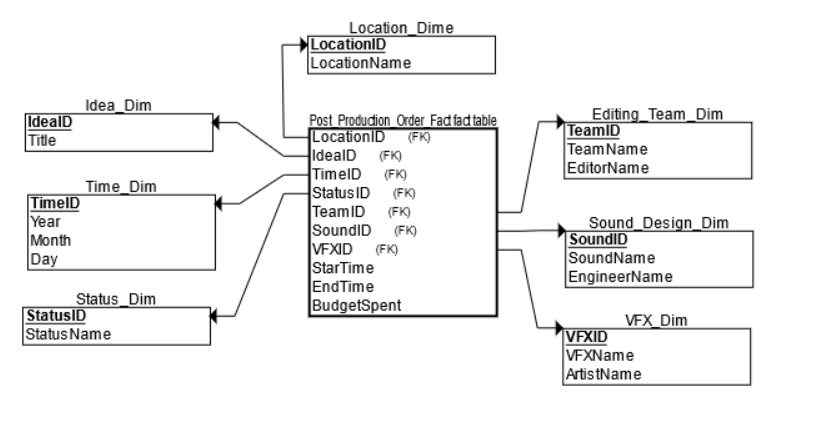 Location_Dime
LocationID
LocationName
Idea_Dim
IdeaID
Title
Time_Dim
TimeID
Year
Month
Day
Status_Dim
StatusID
StatusName
Post_Production_Order_Fact fact table
LocationID (FK)
IdeaID (FK)
TimeID (FK)
StatusID (FK)
TeamID (FK)
SoundID (FK)
VFXID (FK)
StarTime
EndTime
BudgetSpent
Editing_Team_Dim
TeamID
TeamName
EditorName
Sound_Design_Dim
SoundID
SoundName
EngineerName
VFX_Dim
VFXID
VFXName
ArtistName